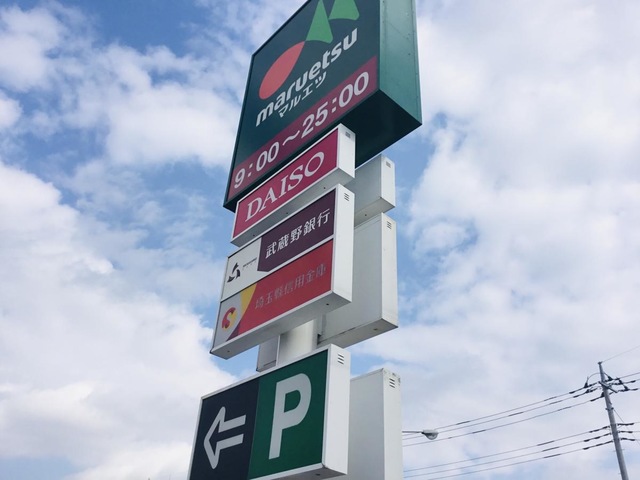 maruetsu
マルエツ
9:00～25:00
DAISO
武蔵野銀行
埼玉縣信用金庫
P